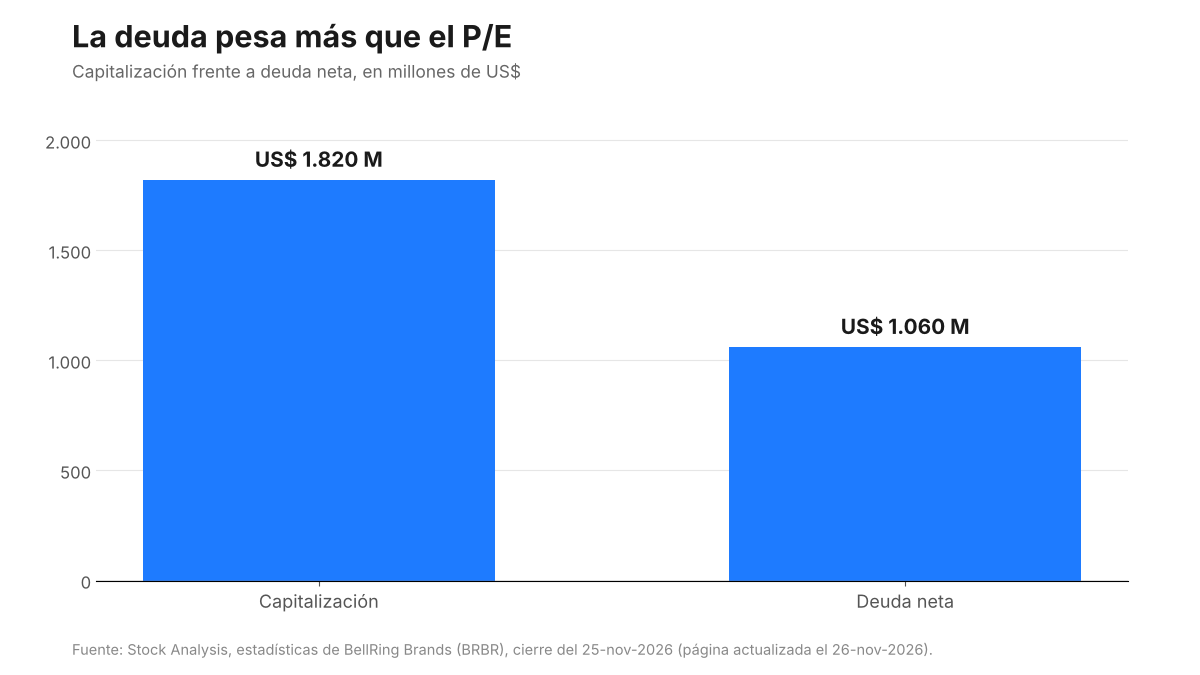 La deuda pesa más que el P/E
Capitalización frente a deuda neta, en millones de US$
2.000
US$ 1.820 M
1.500
US$ 1.060 M
1.000
500
0
Capitalización
Deuda neta
Fuente: Stock Analysis, estadísticas de BellRing Brands (BRBR), cierre del 25-nov-2026 (página actualizada el 26-nov-2026).